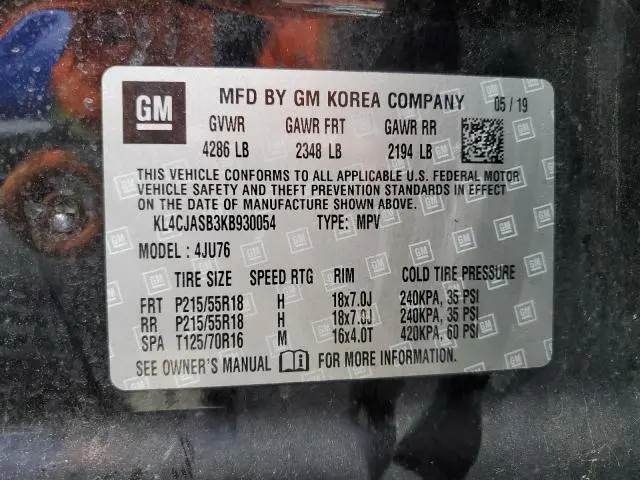 GM MFD BY GM KOREA COMPANY 05/19
GVWR GAWR FRT GAWR RR
4286 LB 2348 LB 2194 LB
THIS VEHICLE CONFORMS TO ALL APPLICABLE U.S. FEDERAL MOTOR
VEHICLE SAFETY AND THEFT PREVENTION STANDARDS IN EFFECT
ON THE DATE OF MANUFACTURE SHOWN ABOVE.
KL4CJASB3KB930054 TYPE: MPV
MODEL: 4JU76
TIRE SIZE SPEED RTG RIM COLD TIRE PRESSURE
FRT P215/55R18 H 18x7.0J 240KPA, 35 PSI
RR P215/55R18 H 18x7.0J 240KPA, 35 PSI
SPA T125/70R16 M 16x4.0T 420KPA, 60 PSI
SEE OWNER'S MANUAL FOR MORE INFORMATION.